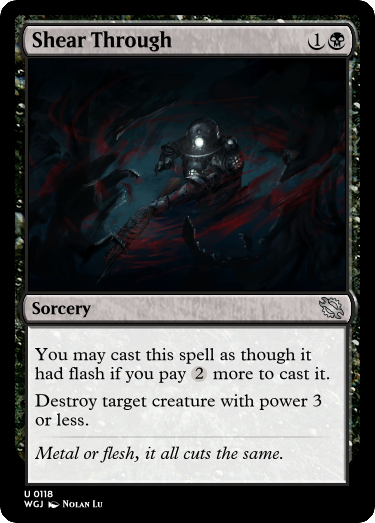 Shear Through 1
Sorcery
You may cast this spell as though it
had flash if you pay 2 more to cast it.
Destroy target creature with power 3
or less.
Metal or flesh, it all cuts the same.
U 0118
WGJ Nolan Lu